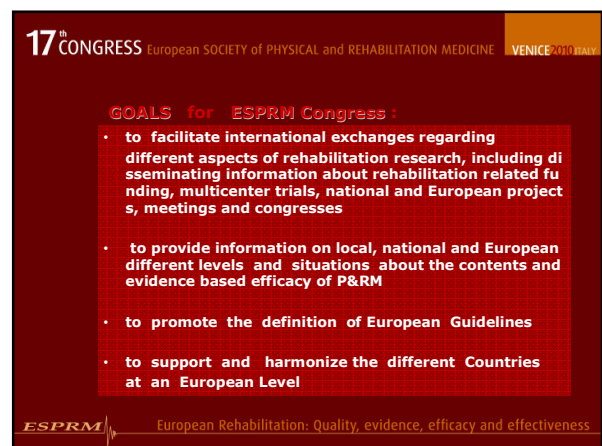 17th CONGRESS European SOCIETY of PHYSICAL and REHABILITATION MEDICINE VENICE2010ITALY
GOALS for ESPRM Congress :
• to facilitate international exchanges regarding
different aspects of rehabilitation research, including di
sseminating information about rehabilitation related fu
nding, multicenter trials, national and European project
s, meetings and congresses
• to provide information on local, national and European
different levels and situations about the contents and
evidence based efficacy of P&RM
• to promote the definition of European Guidelines
• to support and harmonize the different Countries
at an European Level
ESPRM European Rehabilitation: Quality, evidence, efficacy and effectiveness